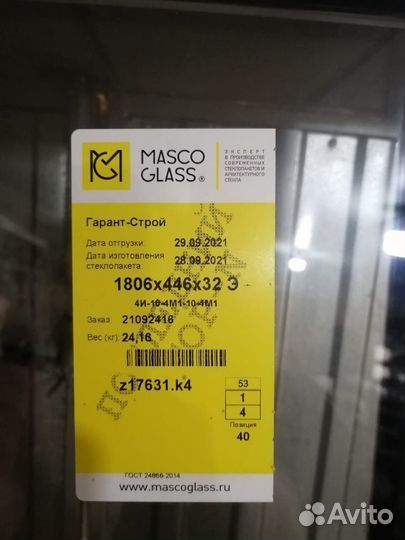 MASCO
GLASS®
ЭКСПЕРТ
В ПРОИЗВОДСТВЕ
СОВРЕМЕННЫХ
СТЕКЛОПАКЕТОВ И
АРХИТЕКТУРНОГО
СТЕКЛА
Гарант-Строй
Дата отгрузки: 29.09.2021
Дата изготовления
стеклопакета: 28.09.2021
1806x446x32 Э
4И-10-4М1-10-4М1
Заказ: 21092416
Вес (кг): 24,16
z17631.k4
53
1
4
Позиция
40
ГОСТ 24866-2014
www.mascoglass.ru
Avito